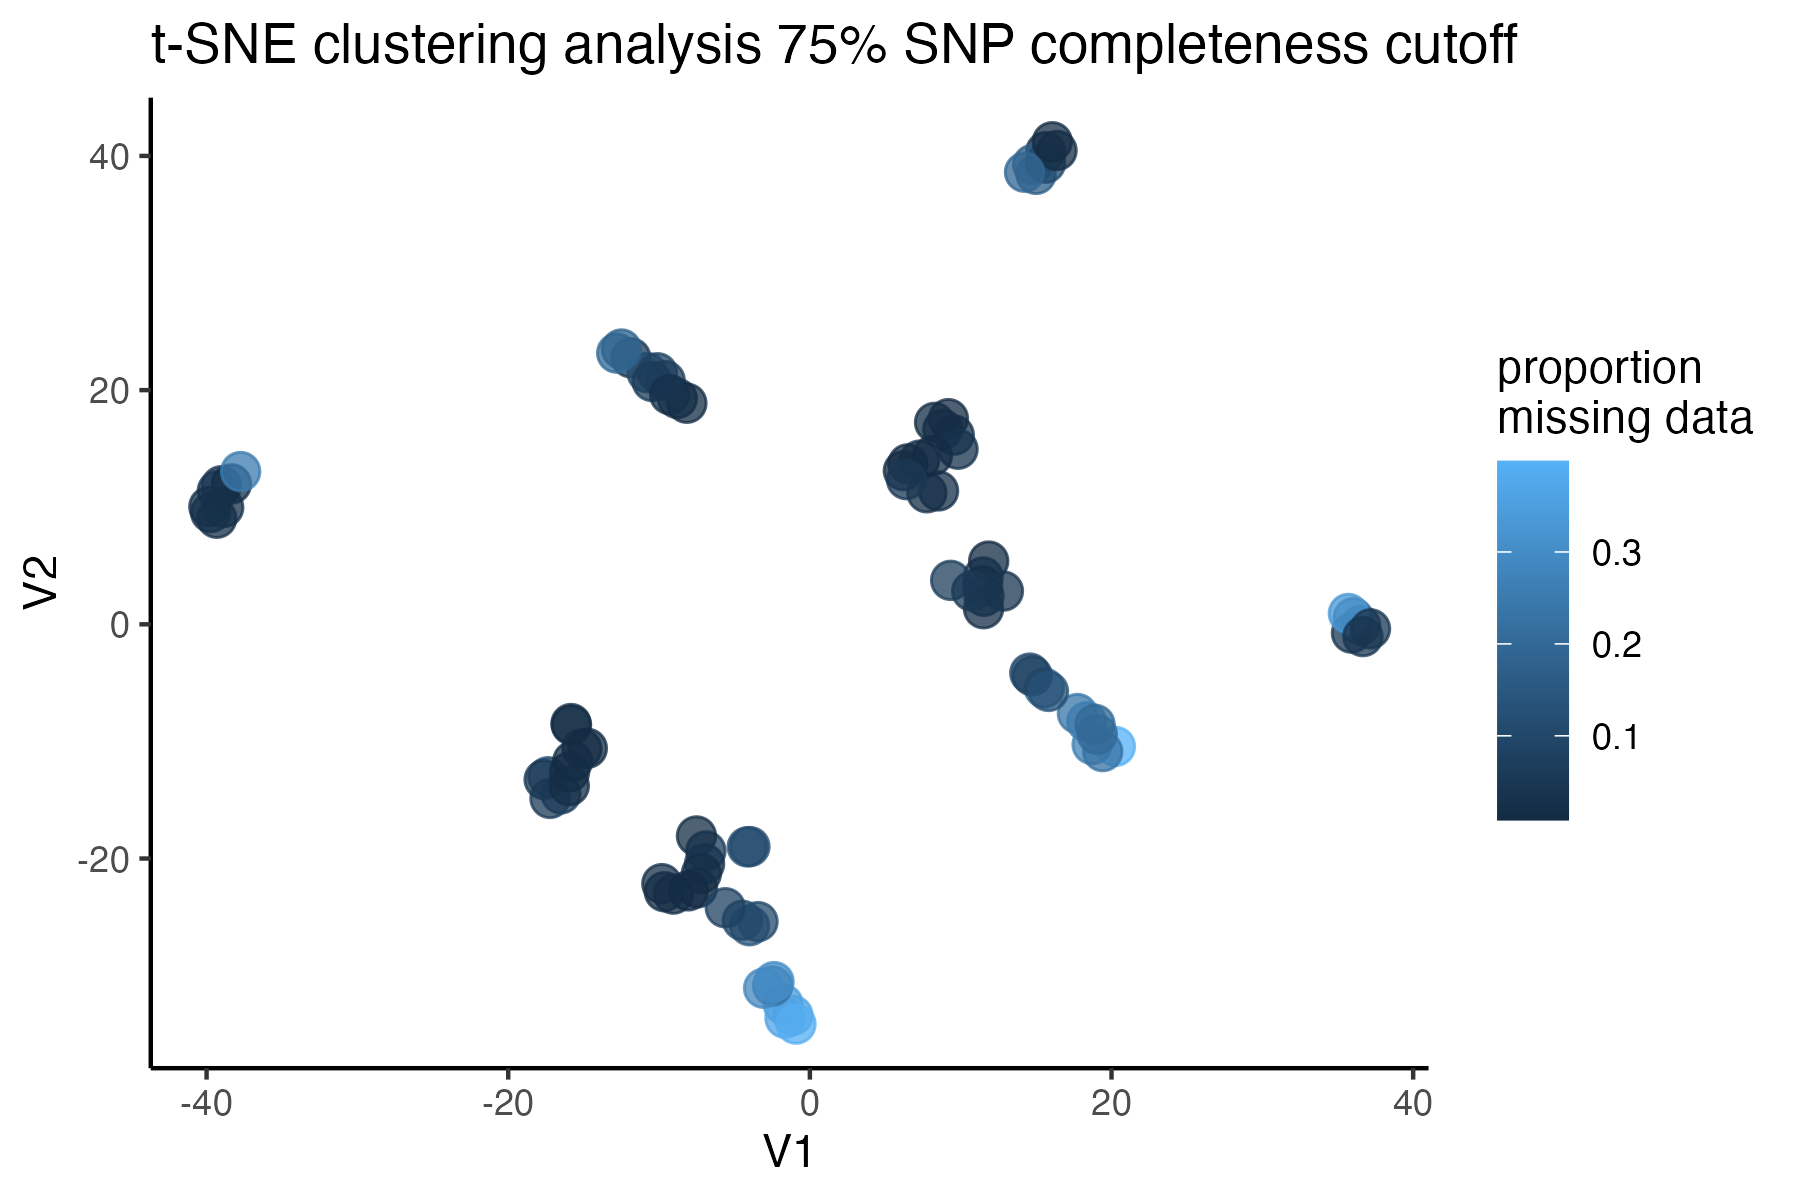 t-SNE clustering analysis 75% SNP completeness cutoff
40
20
0
-20
V2
-40
-20
0
20
40
V1
proportion
missing data
0.3
0.2
0.1